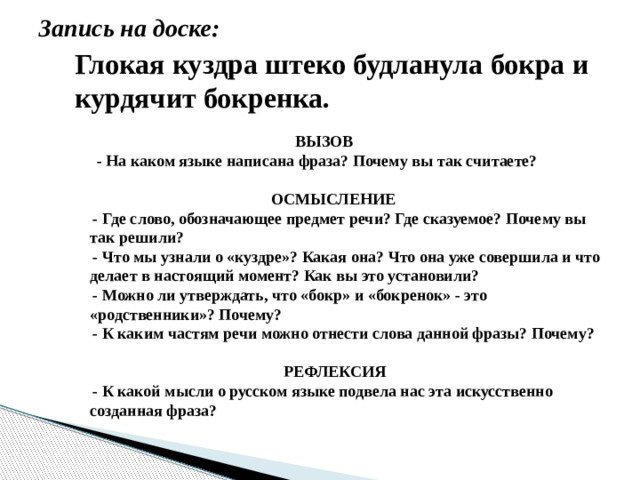 Запись на доске:
Глокая куздра штеко будланула бокра и
курдячит бокренка.
ВЫЗОВ
- На каком языке написана фраза? Почему вы так считаете?
ОСМЫСЛЕНИЕ
- Где слово, обозначающее предмет речи? Где сказуемое? Почему вы
так решили?
- Что мы узнали о «куздре»? Какая она? Что она уже совершила и что
делает в настоящий момент? Как вы это установили?
- Можно ли утверждать, что «бокр» и «бокренок» - это
«родственники»? Почему?
- К каким частям речи можно отнести слова данной фразы? Почему?
РЕФЛЕКСИЯ
- К какой мысли о русском языке подвела нас эта искусственно
созданная фраза?